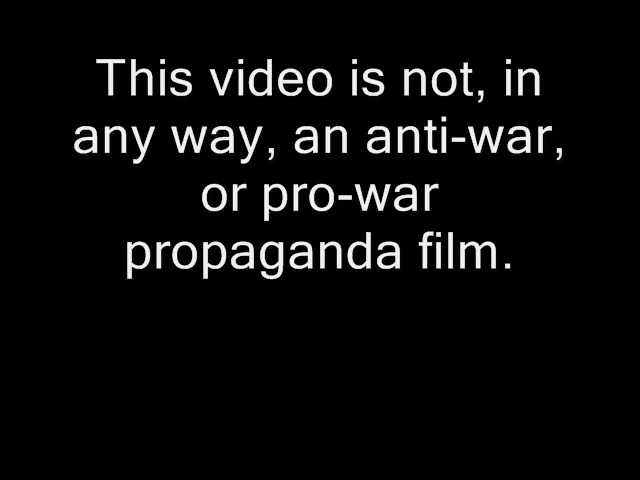 This video is not, in
any way, an anti-war,
or pro-war
propaganda film.